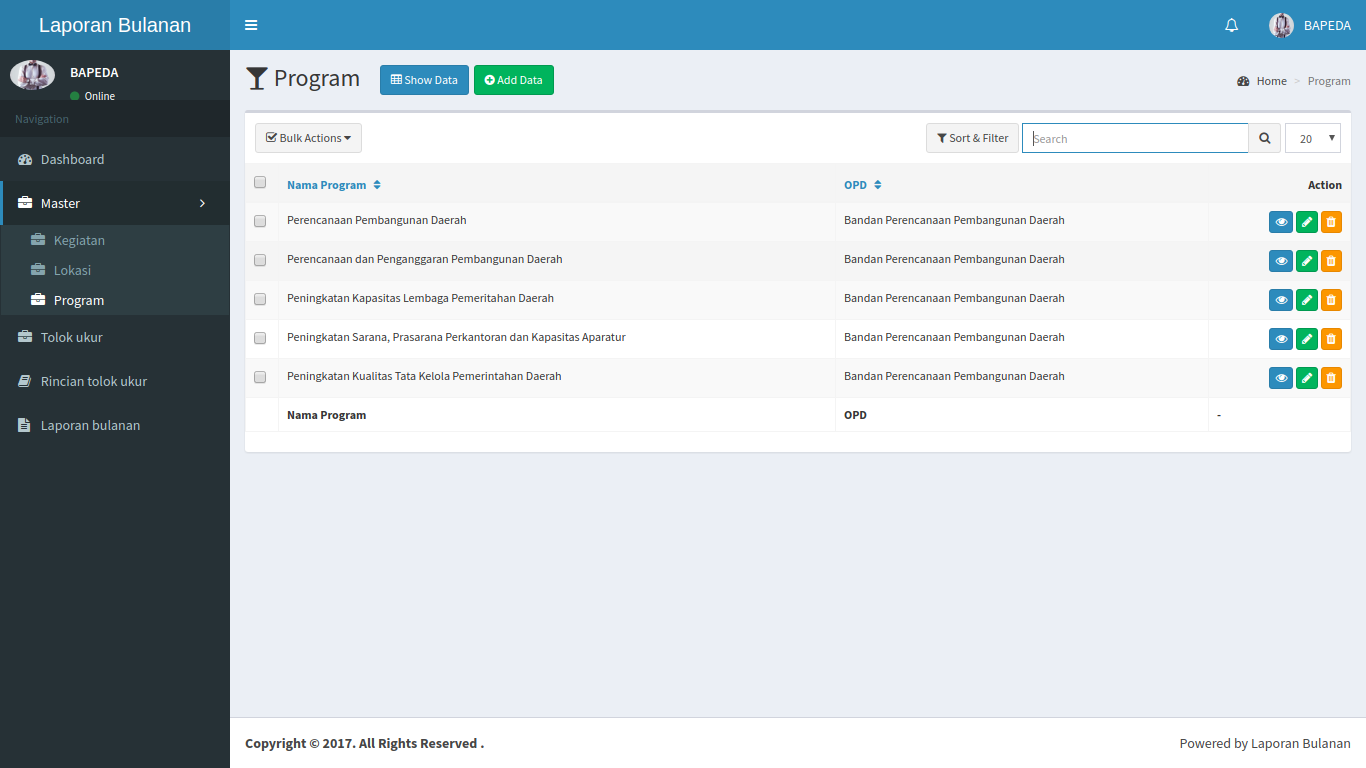 Laporan Bulanan
BAPEDA
BAPEDA
Online
Navigation
Dashboard
Master
Kegiatan
Lokasi
Program
Tolok ukur
Rincian tolok ukur
Laporan bulanan
Program
Show Data
Add Data
Home > Program
Bulk Actions
Sort & Filter
Search
20
Nama Program OPD Action
Perencanaan Pembangunan Daerah Bandan Perencanaan Pembangunan Daerah
Perencanaan dan Penganggaran Pembangunan Daerah Bandan Perencanaan Pembangunan Daerah
Peningkatan Kapasitas Lembaga Pemeritahan Daerah Bandan Perencanaan Pembangunan Daerah
Peningkatan Sarana, Prasarana Perkantoran dan Kapasitas Aparatur Bandan Perencanaan Pembangunan Daerah
Peningkatan Kualitas Tata Kelola Pemerintahan Daerah Bandan Perencanaan Pembangunan Daerah
Nama Program OPD -
Copyright © 2017. All Rights Reserved .
Powered by Laporan Bulanan